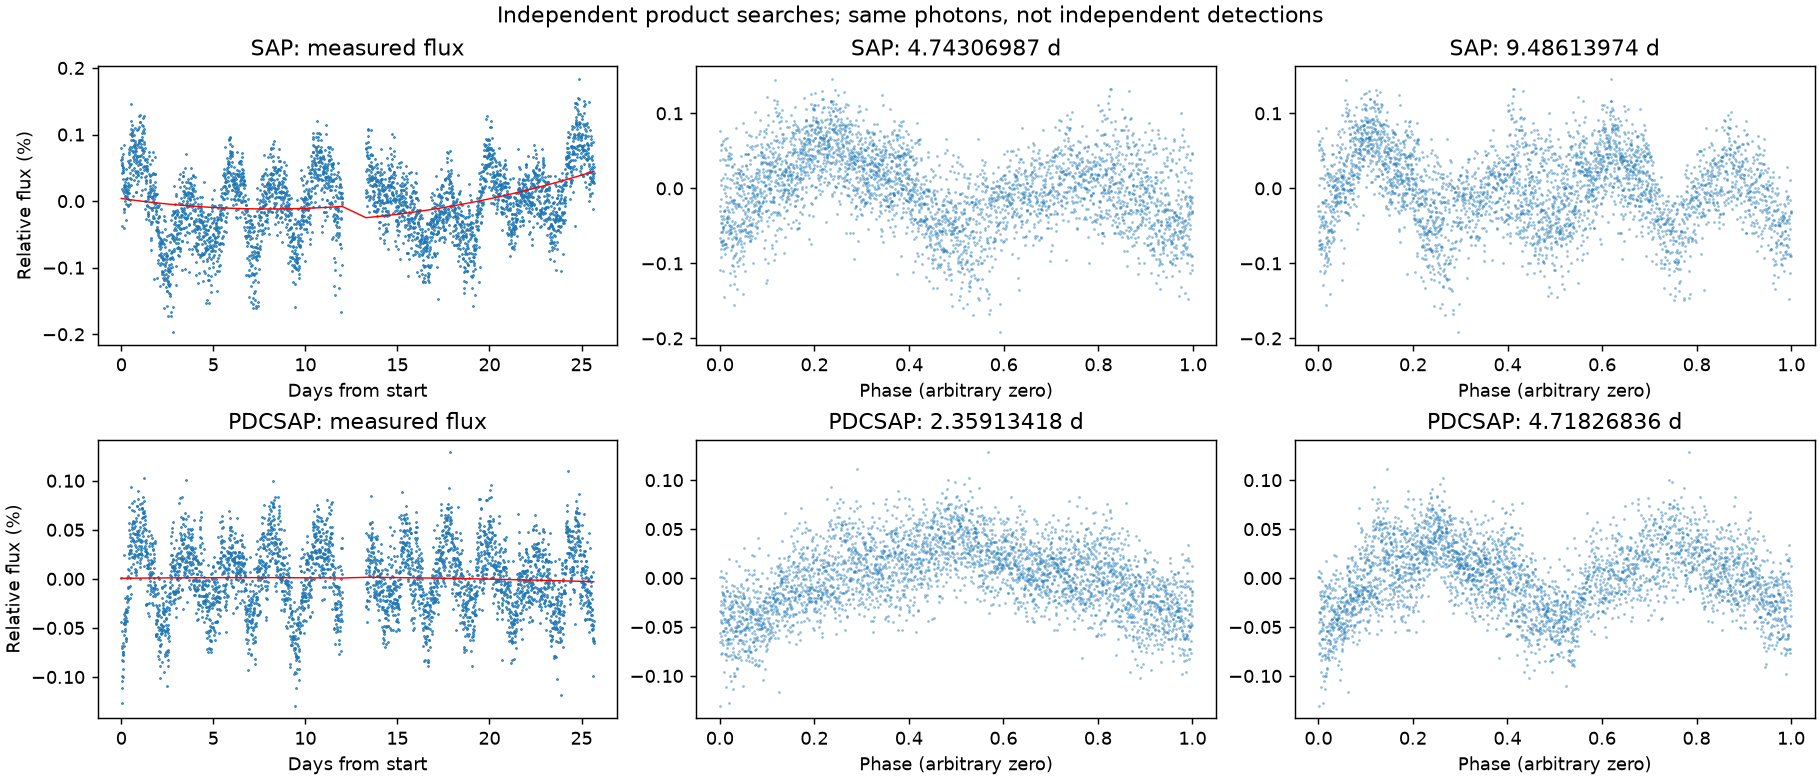 Independent product searches; same photons, not independent detections
SAP: measured flux
SAP: 4.74306987 d
SAP: 9.48613974 d
Relative flux (%)
0.2
0.1
0.0
−0.1
−0.2
0 5 10 15 20 25
Days from start
0.1
0.0
−0.1
−0.2
0.0 0.2 0.4 0.6 0.8 1.0
Phase (arbitrary zero)
0.1
0.0
−0.1
−0.2
0.0 0.2 0.4 0.6 0.8 1.0
Phase (arbitrary zero)
PDCSAP: measured flux
PDCSAP: 2.35913418 d
PDCSAP: 4.71826836 d
Relative flux (%)
0.10
0.05
0.00
−0.05
−0.10
0 5 10 15 20 25
Days from start
0.10
0.05
0.00
−0.05
−0.10
0.0 0.2 0.4 0.6 0.8 1.0
Phase (arbitrary zero)
0.10
0.05
0.00
−0.05
−0.10
0.0 0.2 0.4 0.6 0.8 1.0
Phase (arbitrary zero)